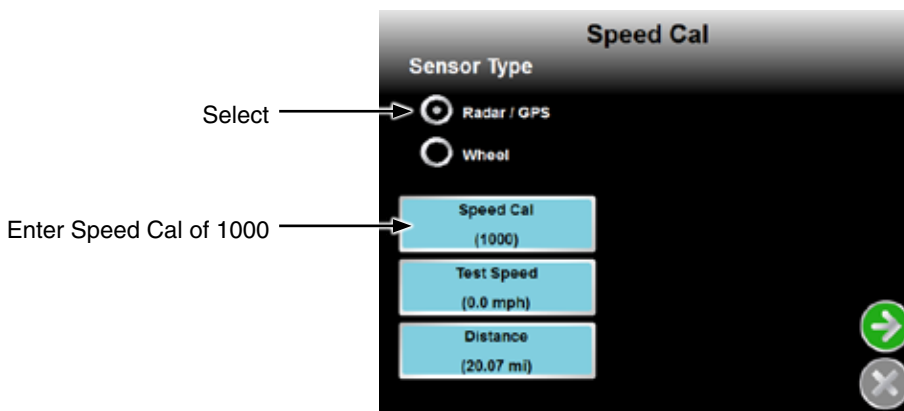 Speed Cal
Sensor Type
Select
Radar / GPS
Wheel
Enter Speed Cal of 1000
Speed Cal
(1000)
Test Speed
(0.0 mph)
Distance
(20.07 mi)